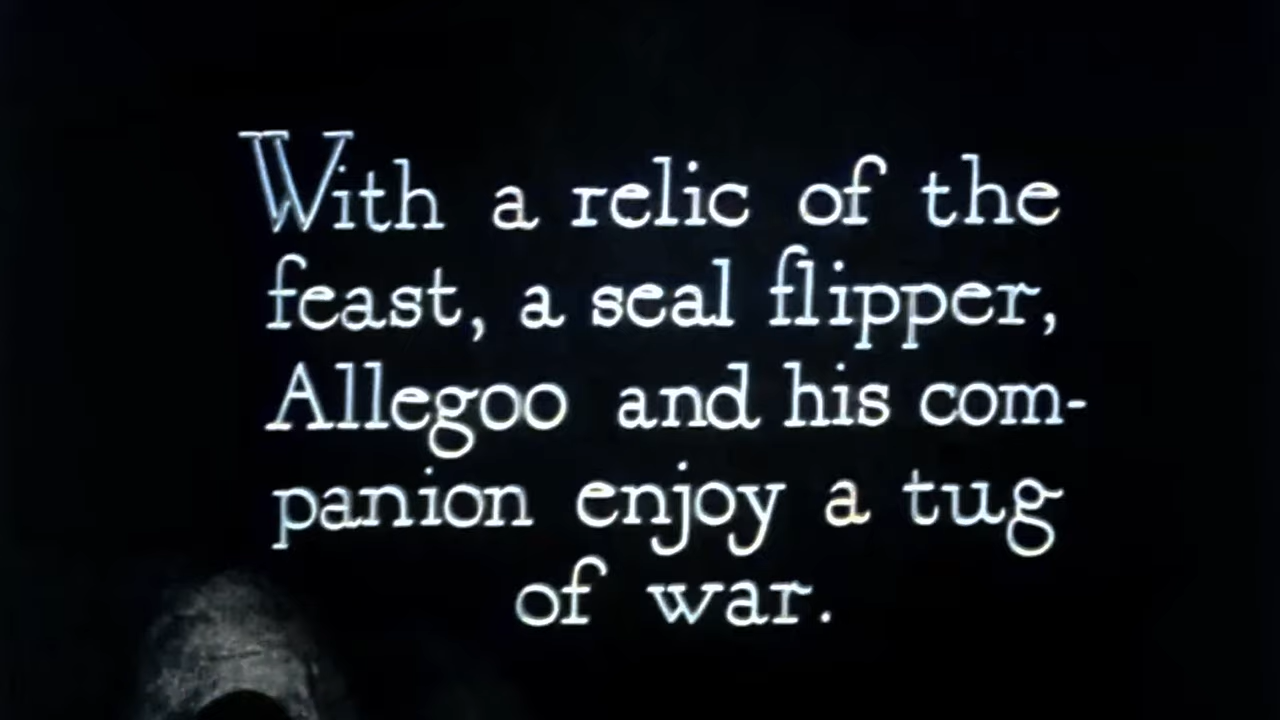 With a relic of the
feast, a seal flipper,
Allegoo and his com-
panion enjoy a tug
of war.